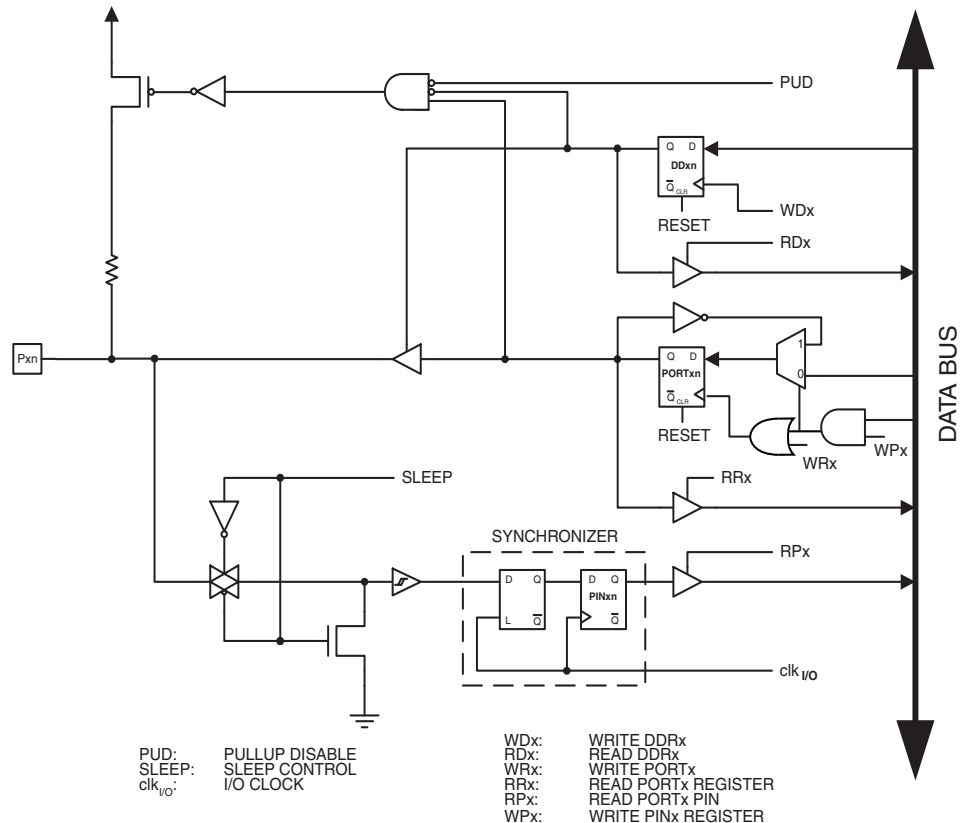 PUD
Q D
DDxn
Q CLR
WDx
RESET
RDx
Pxn
1
Q D
PORTxn
0
Q CLR
RESET
WRx
WPx
DATA BUS
SLEEP
RRx
SYNCHRONIZER
RPx
D Q
D Q
PINxn
L Q
Q
clk I/O
PUD: PULLUP DISABLE
SLEEP: SLEEP CONTROL
clkI/O: I/O CLOCK
WDx: WRITE DDRx
RDx: READ DDRx
WRx: WRITE PORTx
RRx: READ PORTx REGISTER
RPx: READ PORTx PIN
WPx: WRITE PINx REGISTER